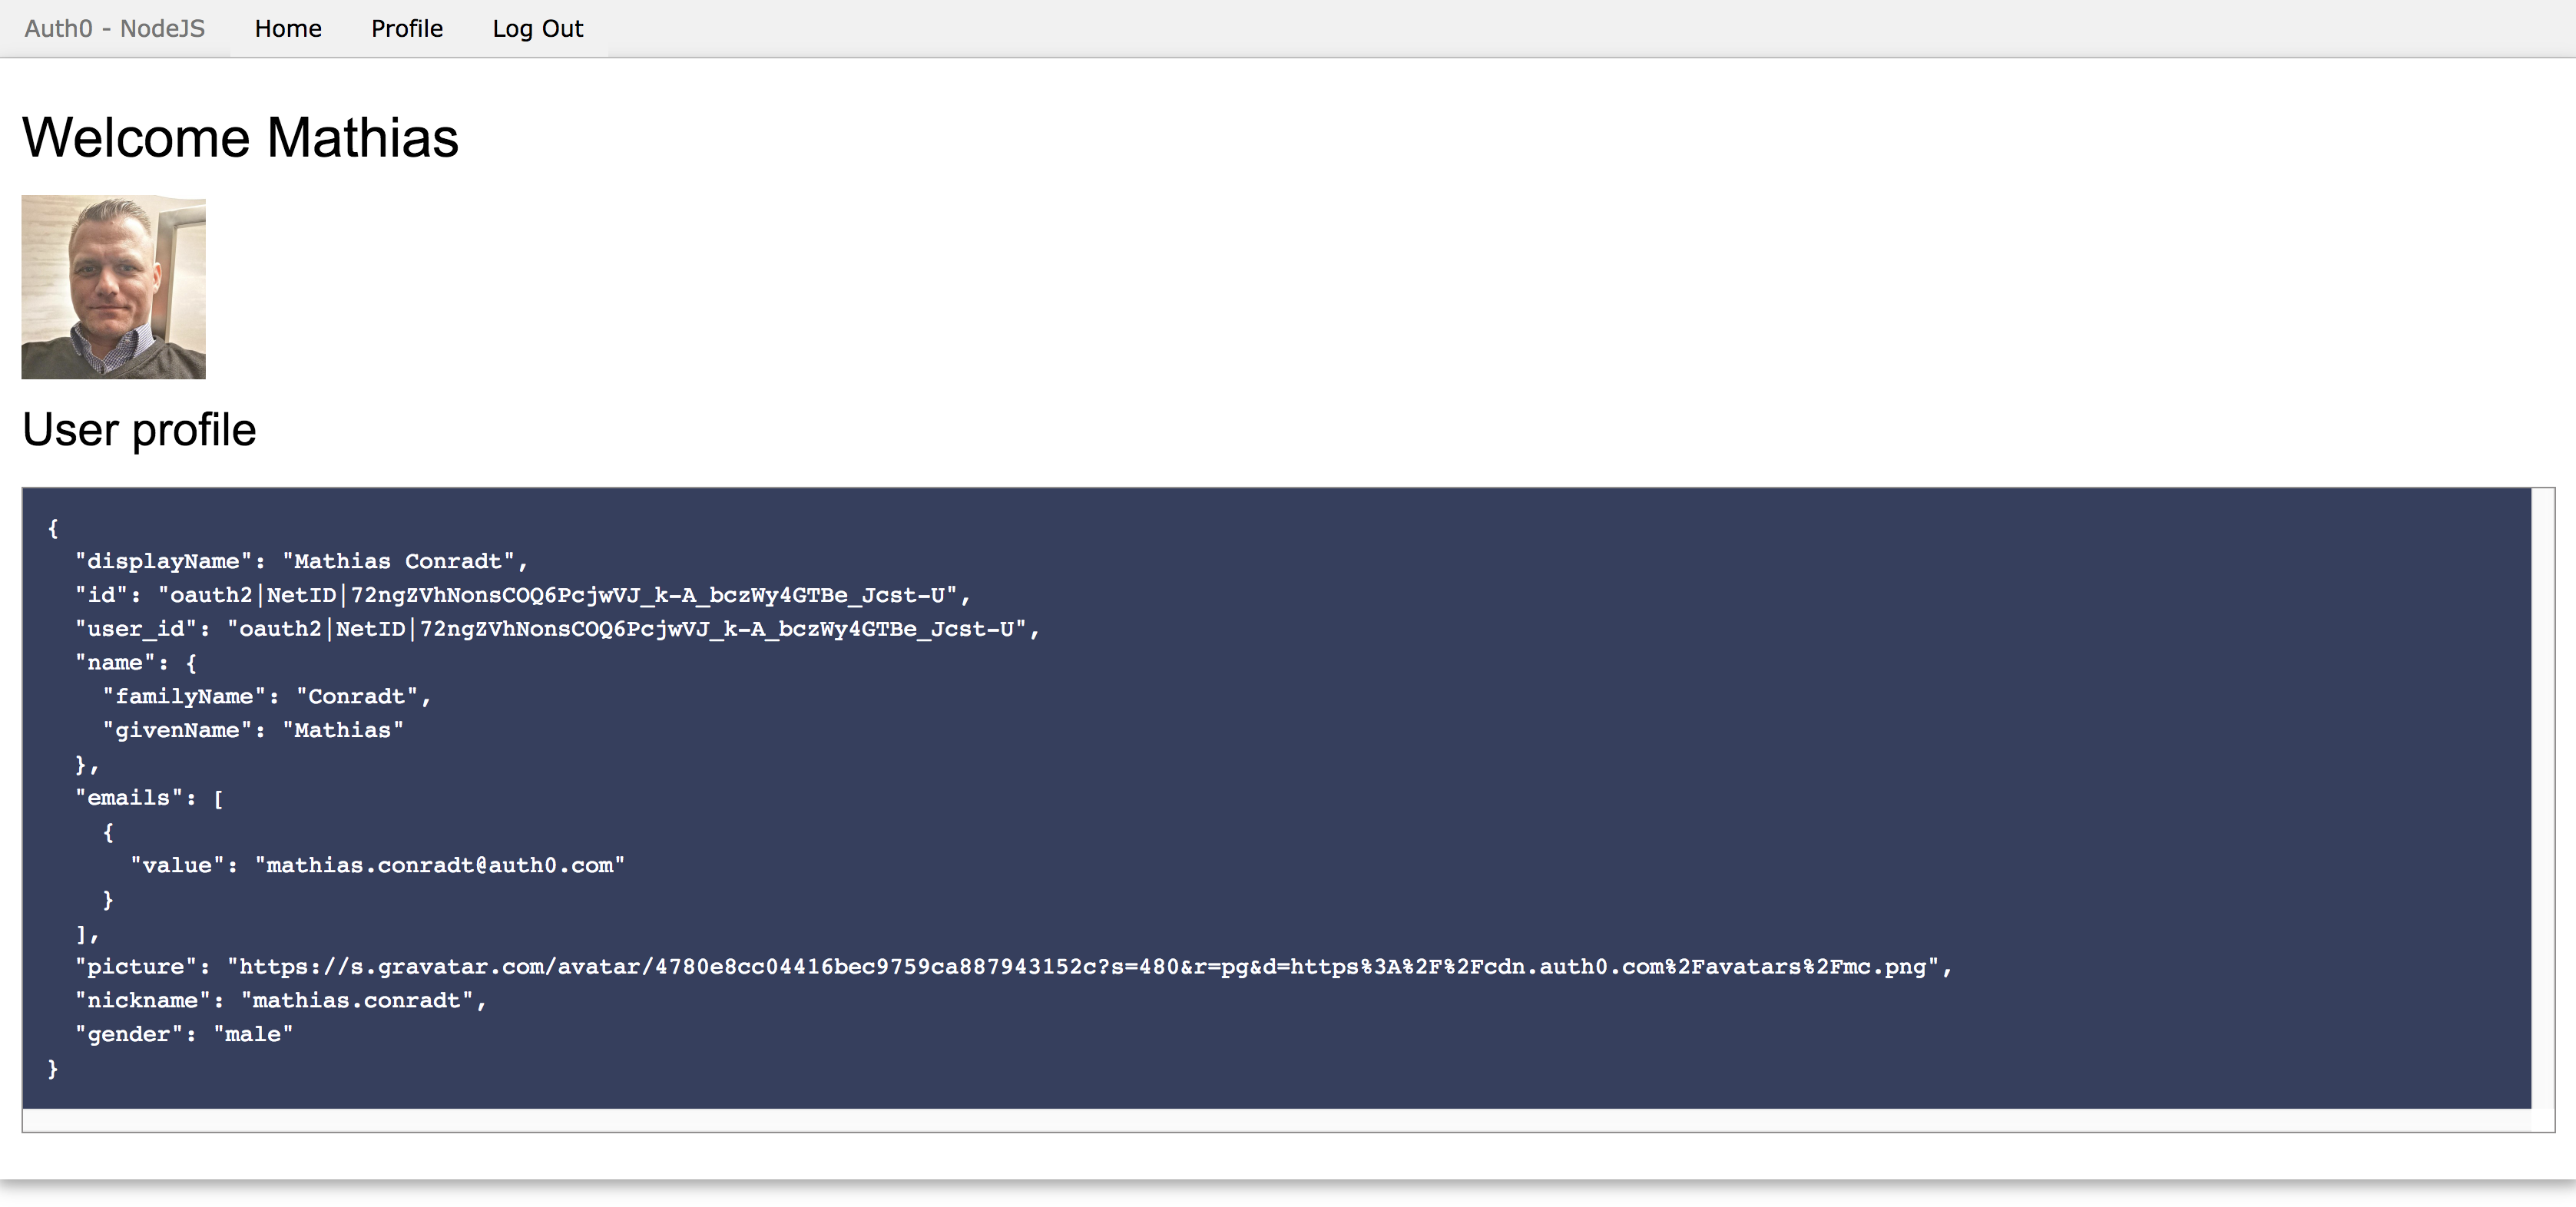 Auth0 - NodeJS Home Profile Log Out
Welcome Mathias
User profile
{
  "displayName": "Mathias Conradt",
  "id": "oauth2|NetID|72ngZVhNonsCOQ6PcjwVJ_k-A_bczWy4GTBe_Jcst-U",
  "user_id": "oauth2|NetID|72ngZVhNonsCOQ6PcjwVJ_k-A_bczWy4GTBe_Jcst-U",
  "name": {
    "familyName": "Conradt",
    "givenName": "Mathias"
  },
  "emails": [
    {
      "value": "mathias.conradt@auth0.com"
    }
  ],
  "picture": "https://s.gravatar.com/avatar/4780e8cc04416bec9759ca887943152c?s=480&r=pg&d=https%3A%2F%2Fcdn.auth0.com%2Favatars%2Fmc.png",
  "nickname": "mathias.conradt",
  "gender": "male"
}